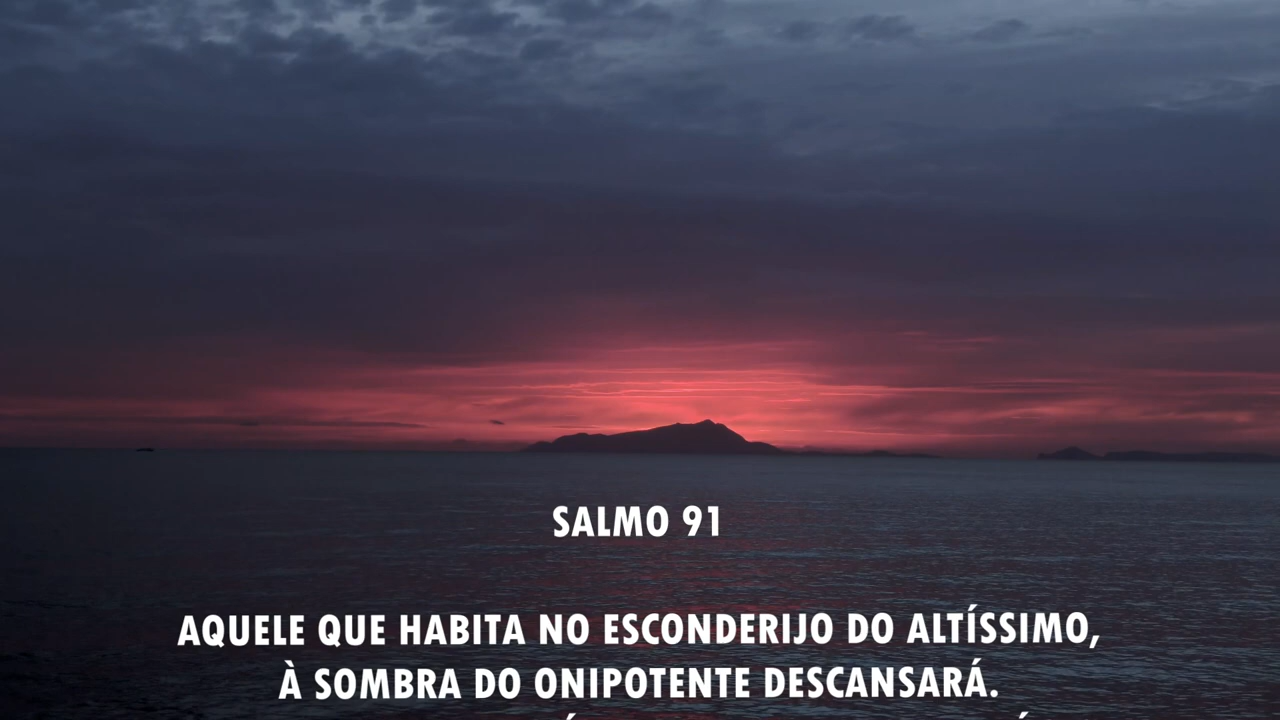 SALMO 91
AQUELE QUE HABITA NO ESCONDERIJO DO ALTÍSSIMO,
À SOMBRA DO ONIPOTENTE DESCANSARÁ.